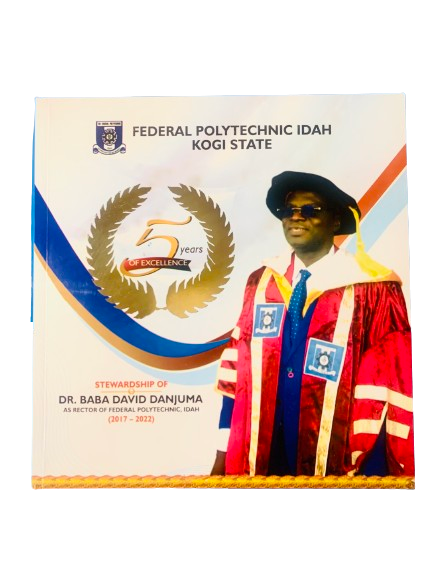 FEDERAL POLYTECHNIC IDAH
KOGI STATE
5 years
OF EXCELLENCE
STEWARDSHIP OF
DR. BABA DAVID DANJUMA
AS RECTOR OF FEDERAL POLYTECHNIC, IDAH
(2017 – 2022)